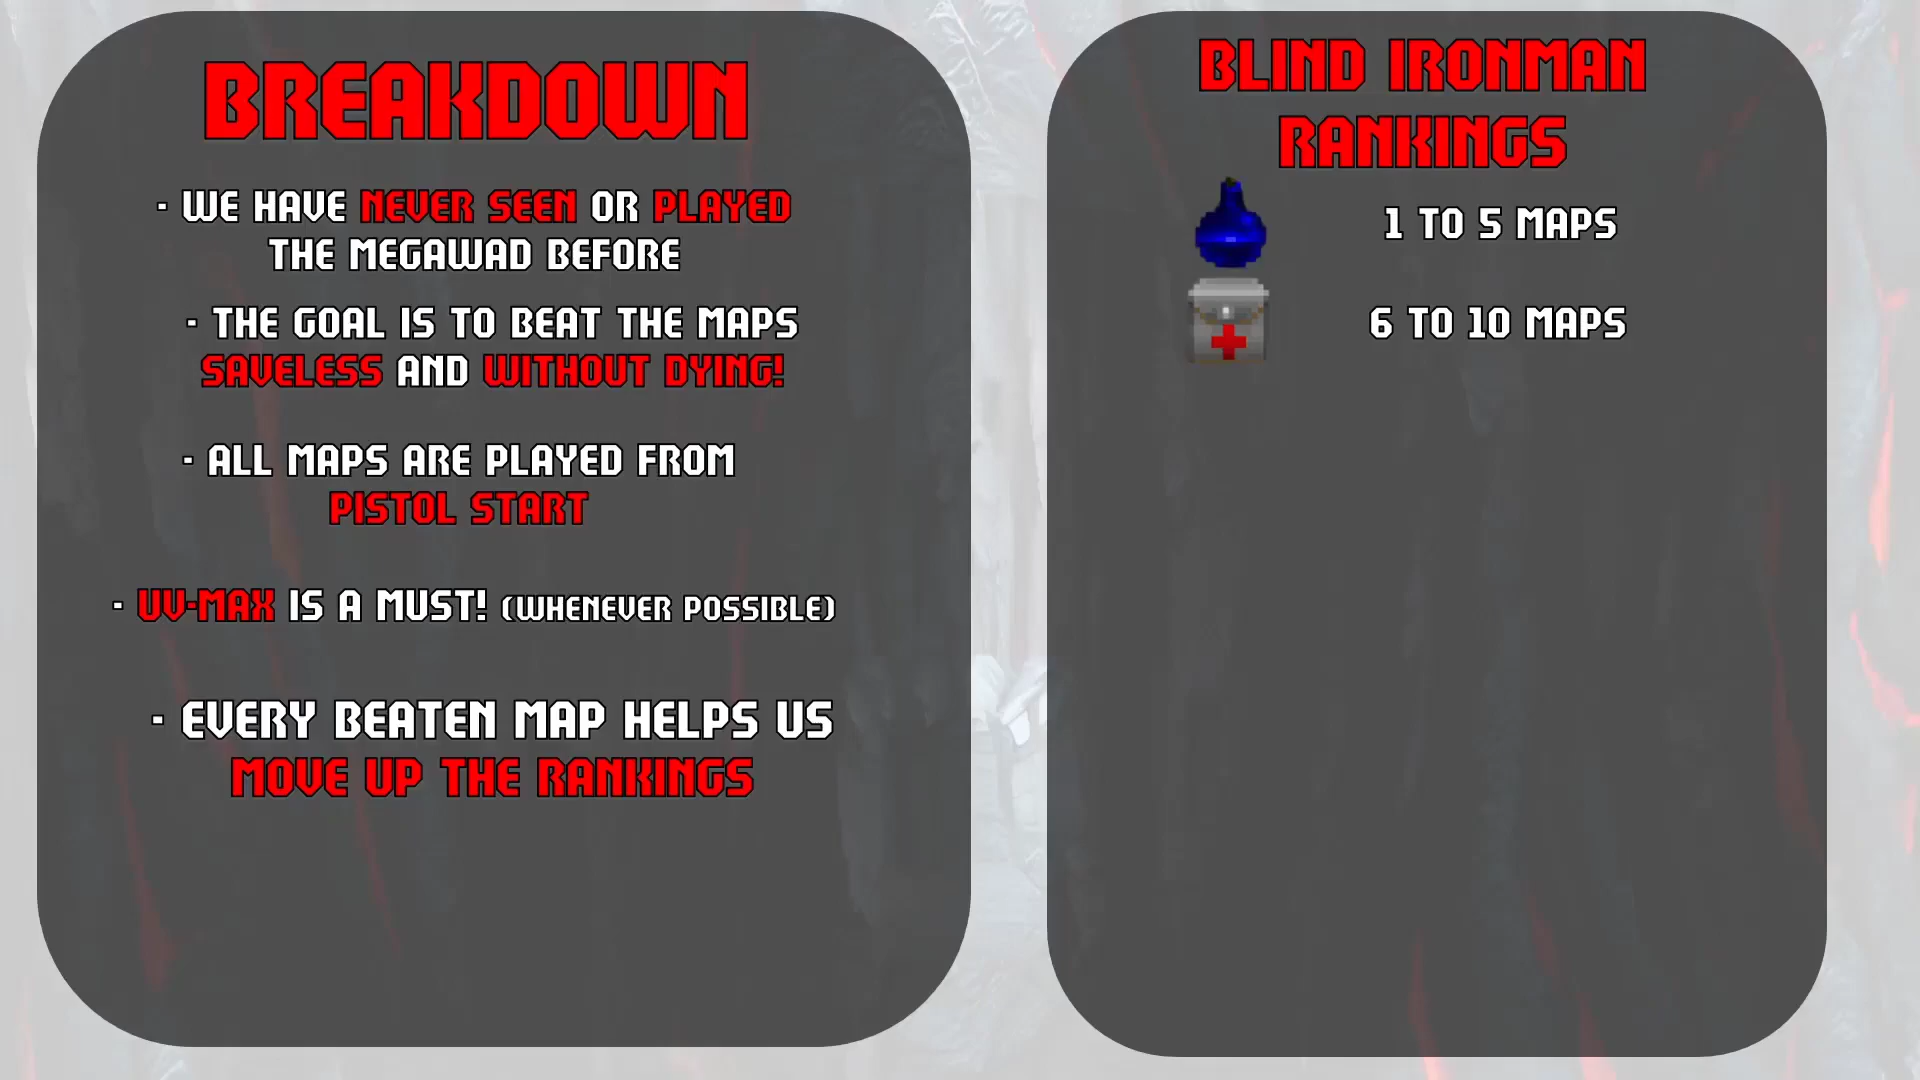 BREAKDOWN
· WE HAVE NEVER SEEN OR PLAYED
THE MEGAWAD BEFORE
· THE GOAL IS TO BEAT THE MAPS
SAVELESS AND WITHOUT DYING!
· ALL MAPS ARE PLAYED FROM
PISTOL START
· UV-MAX IS A MUST! (WHENEVER POSSIBLE)
· EVERY BEATEN MAP HELPS US
MOVE UP THE RANKINGS
BLIND IRONMAN
RANKINGS
1 TO 5 MAPS
6 TO 10 MAPS